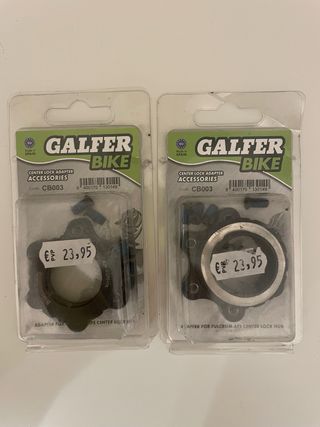 GALFER
BIKE
CENTER LOCK ADAPTER
ACCESSORIES
CB003
€
PVP
23,95
GALFER
BIKE
CENTER LOCK ADAPTER
ACCESSORIES
CB003
€
23,95
ADAPTER FOR FULCRUM-AFS CENTER LOCK HUB